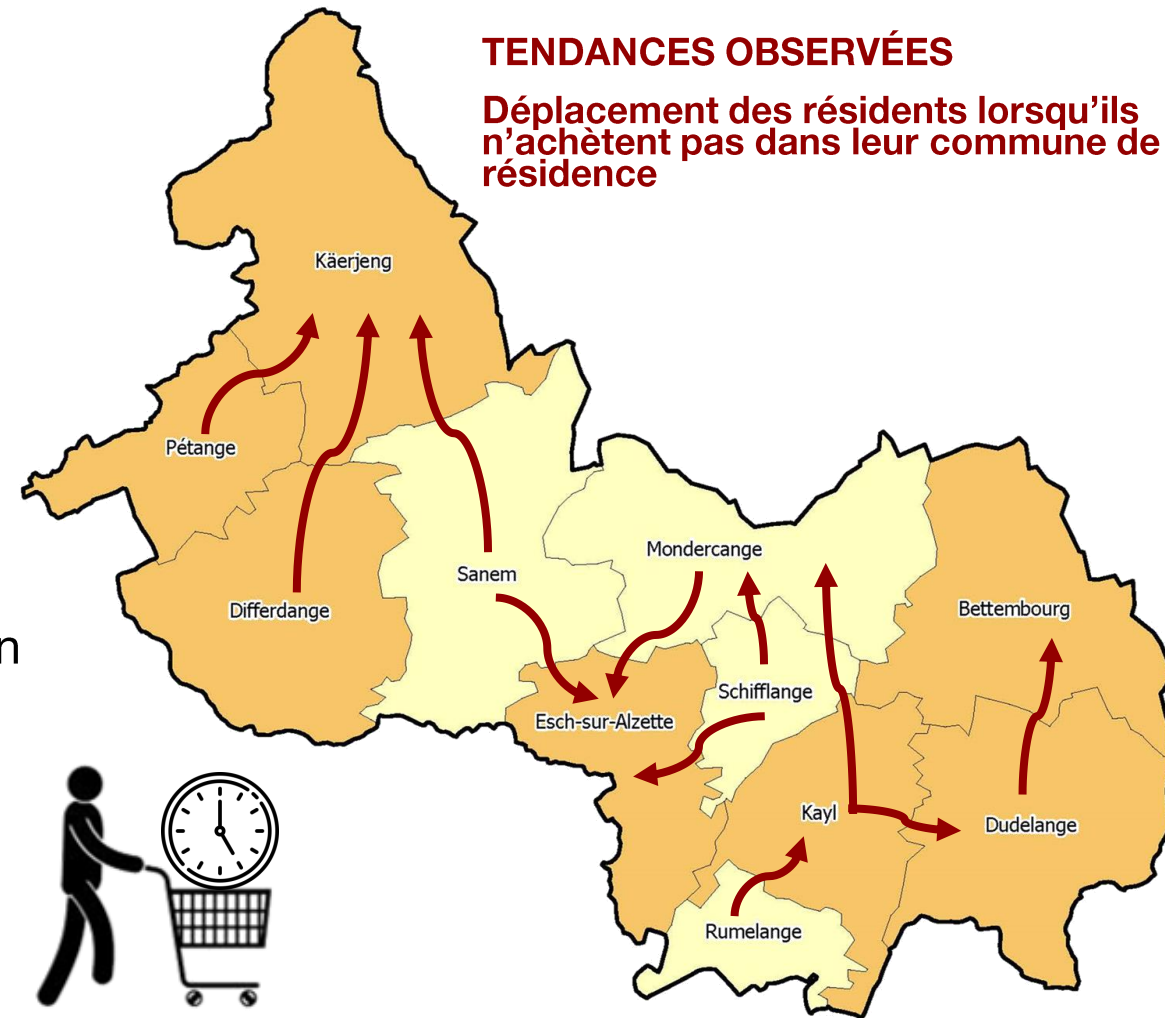 TENDANCES OBSERVÉES
Déplacement des résidents lorsqu'ils
n'achètent pas dans leur commune de
résidence
Käerjeng
Pétange
Mondercange
Sanem
Differdange
Bettembourg
n
Schifflange
Esch-sur-Alzette
Kayl
Dudelange
Rumelange